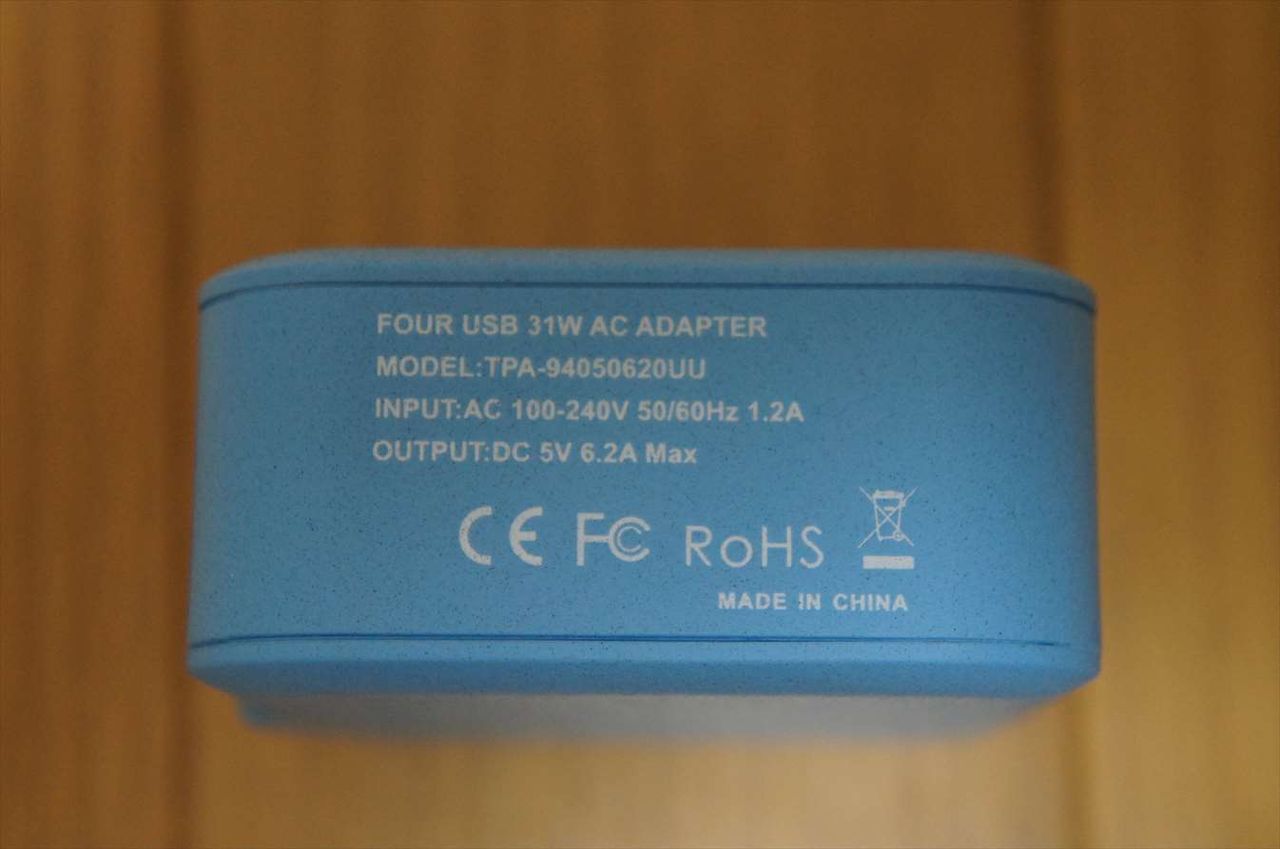 FOUR USB 31W AC ADAPTER
MODEL:TPA-94050620UU
INPUT:AC 100-240V 50/60Hz 1.2A
OUTPUT:DC 5V 6.2A Max
CE FC RoHS
MADE IN CHINA